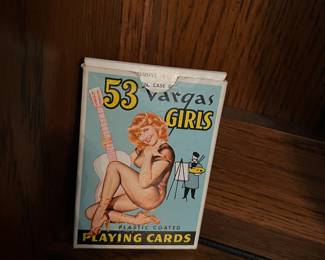 53 Vargas
GIRLS
PLASTIC COATED
PLAYING CARDS